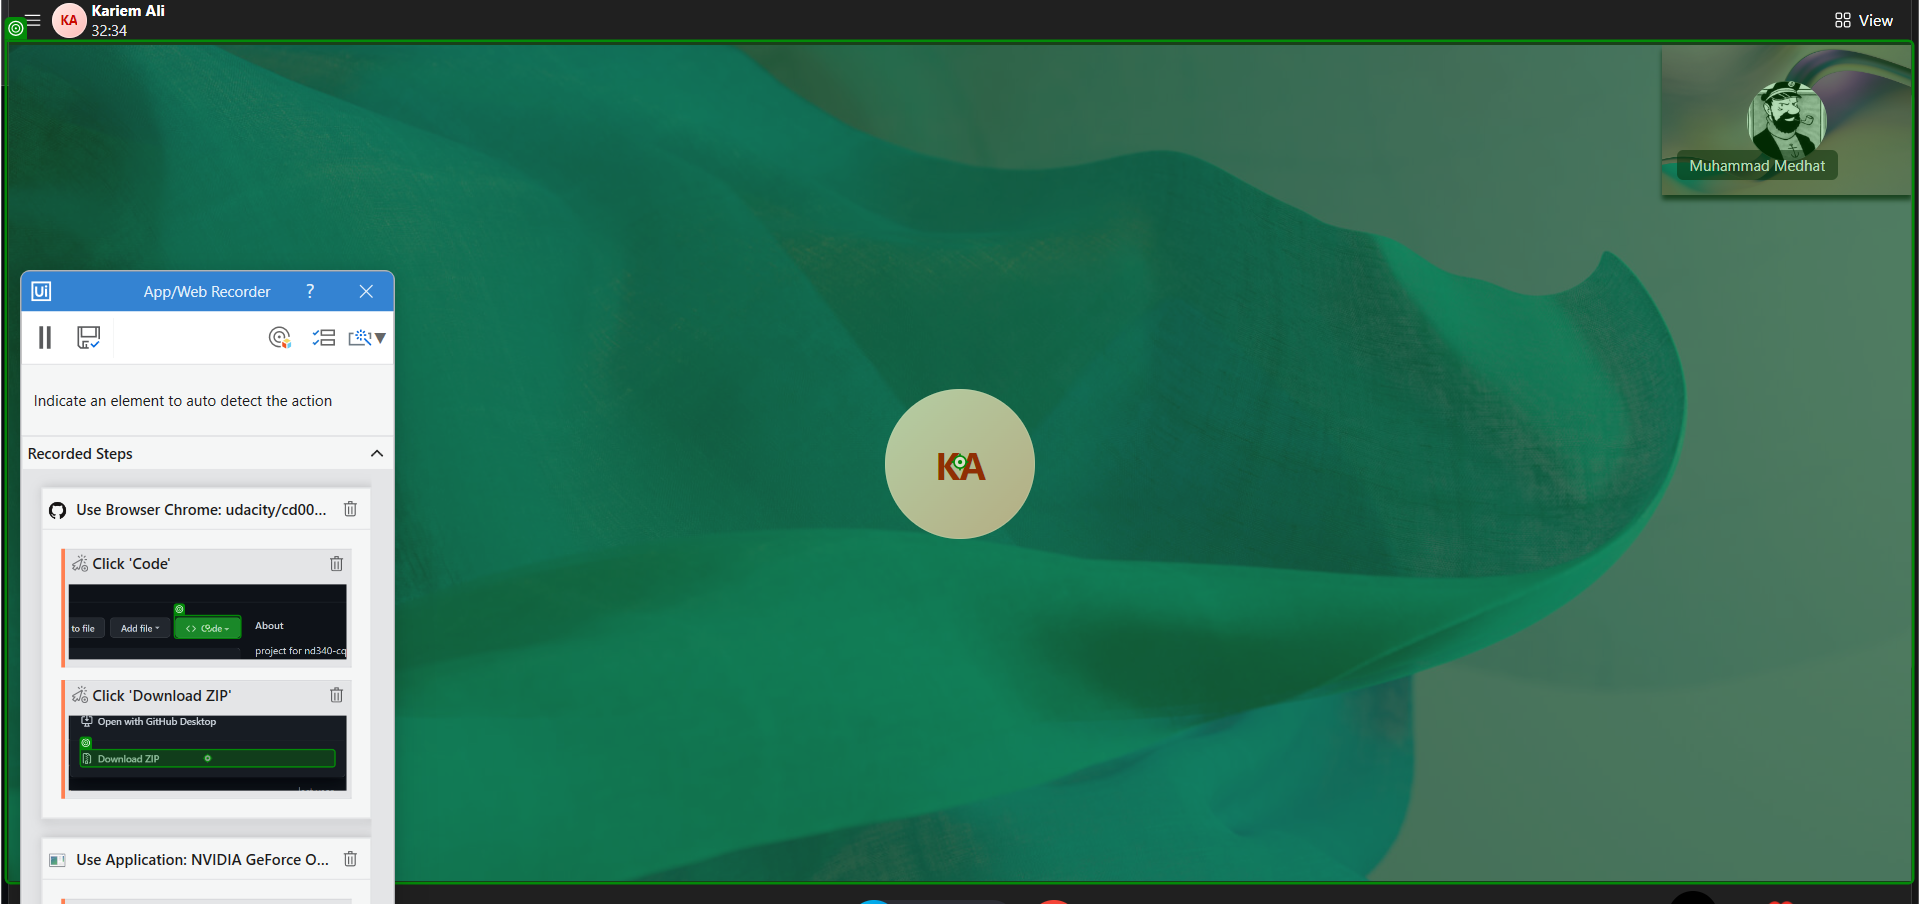 KA
Kariem Ali
32:34
View
Muhammad Medhat
Ui
App/Web Recorder
?
Indicate an element to auto detect the action
Recorded Steps
Use Browser Chrome: udacity/cd00...
Click 'Code'
to file
Add file
<> Code
About
project for nd340-cq
Click 'Download ZIP'
Open with GitHub Desktop
Download ZIP
Use Application: NVIDIA GeForce O...
KA